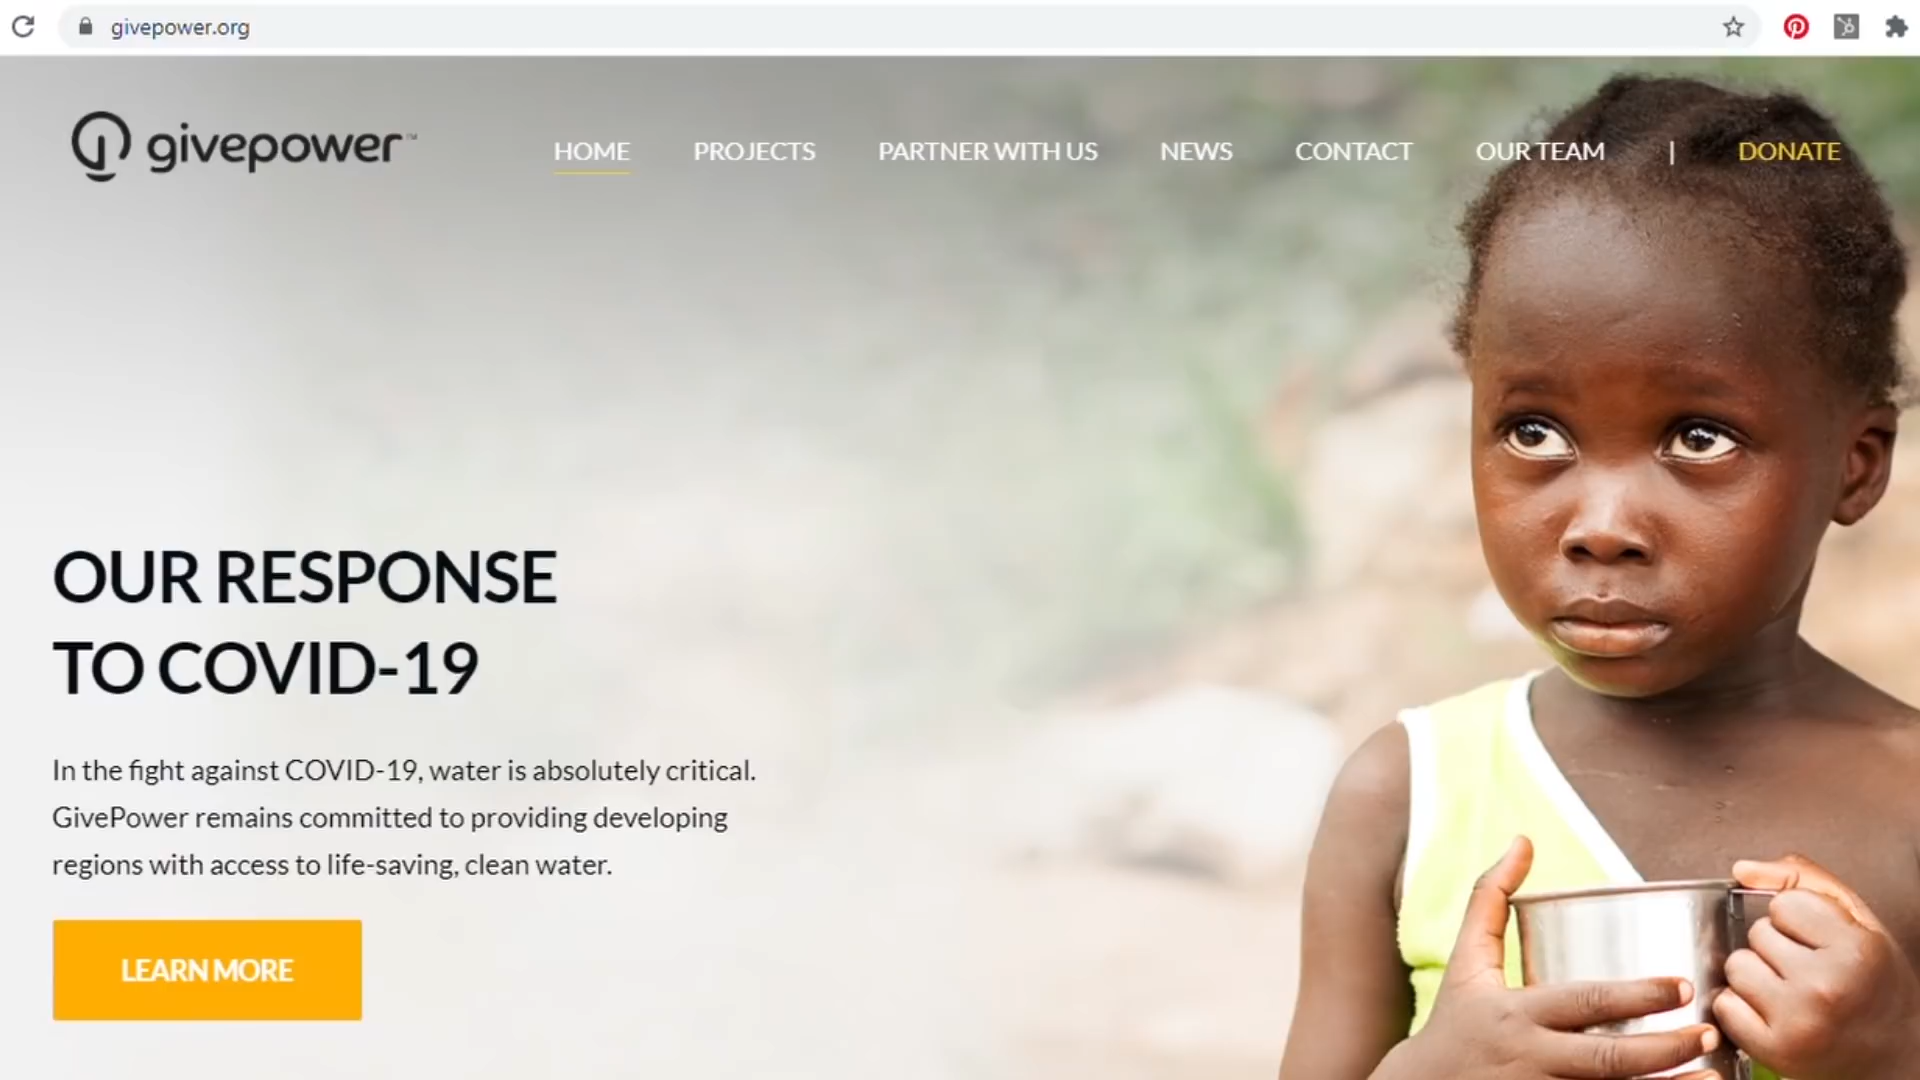 givepower.org
givepower™
HOME PROJECTS PARTNER WITH US NEWS CONTACT OUR TEAM | DONATE
OUR RESPONSE
TO COVID-19
In the fight against COVID-19, water is absolutely critical.
GivePower remains committed to providing developing
regions with access to life-saving, clean water.
LEARN MORE